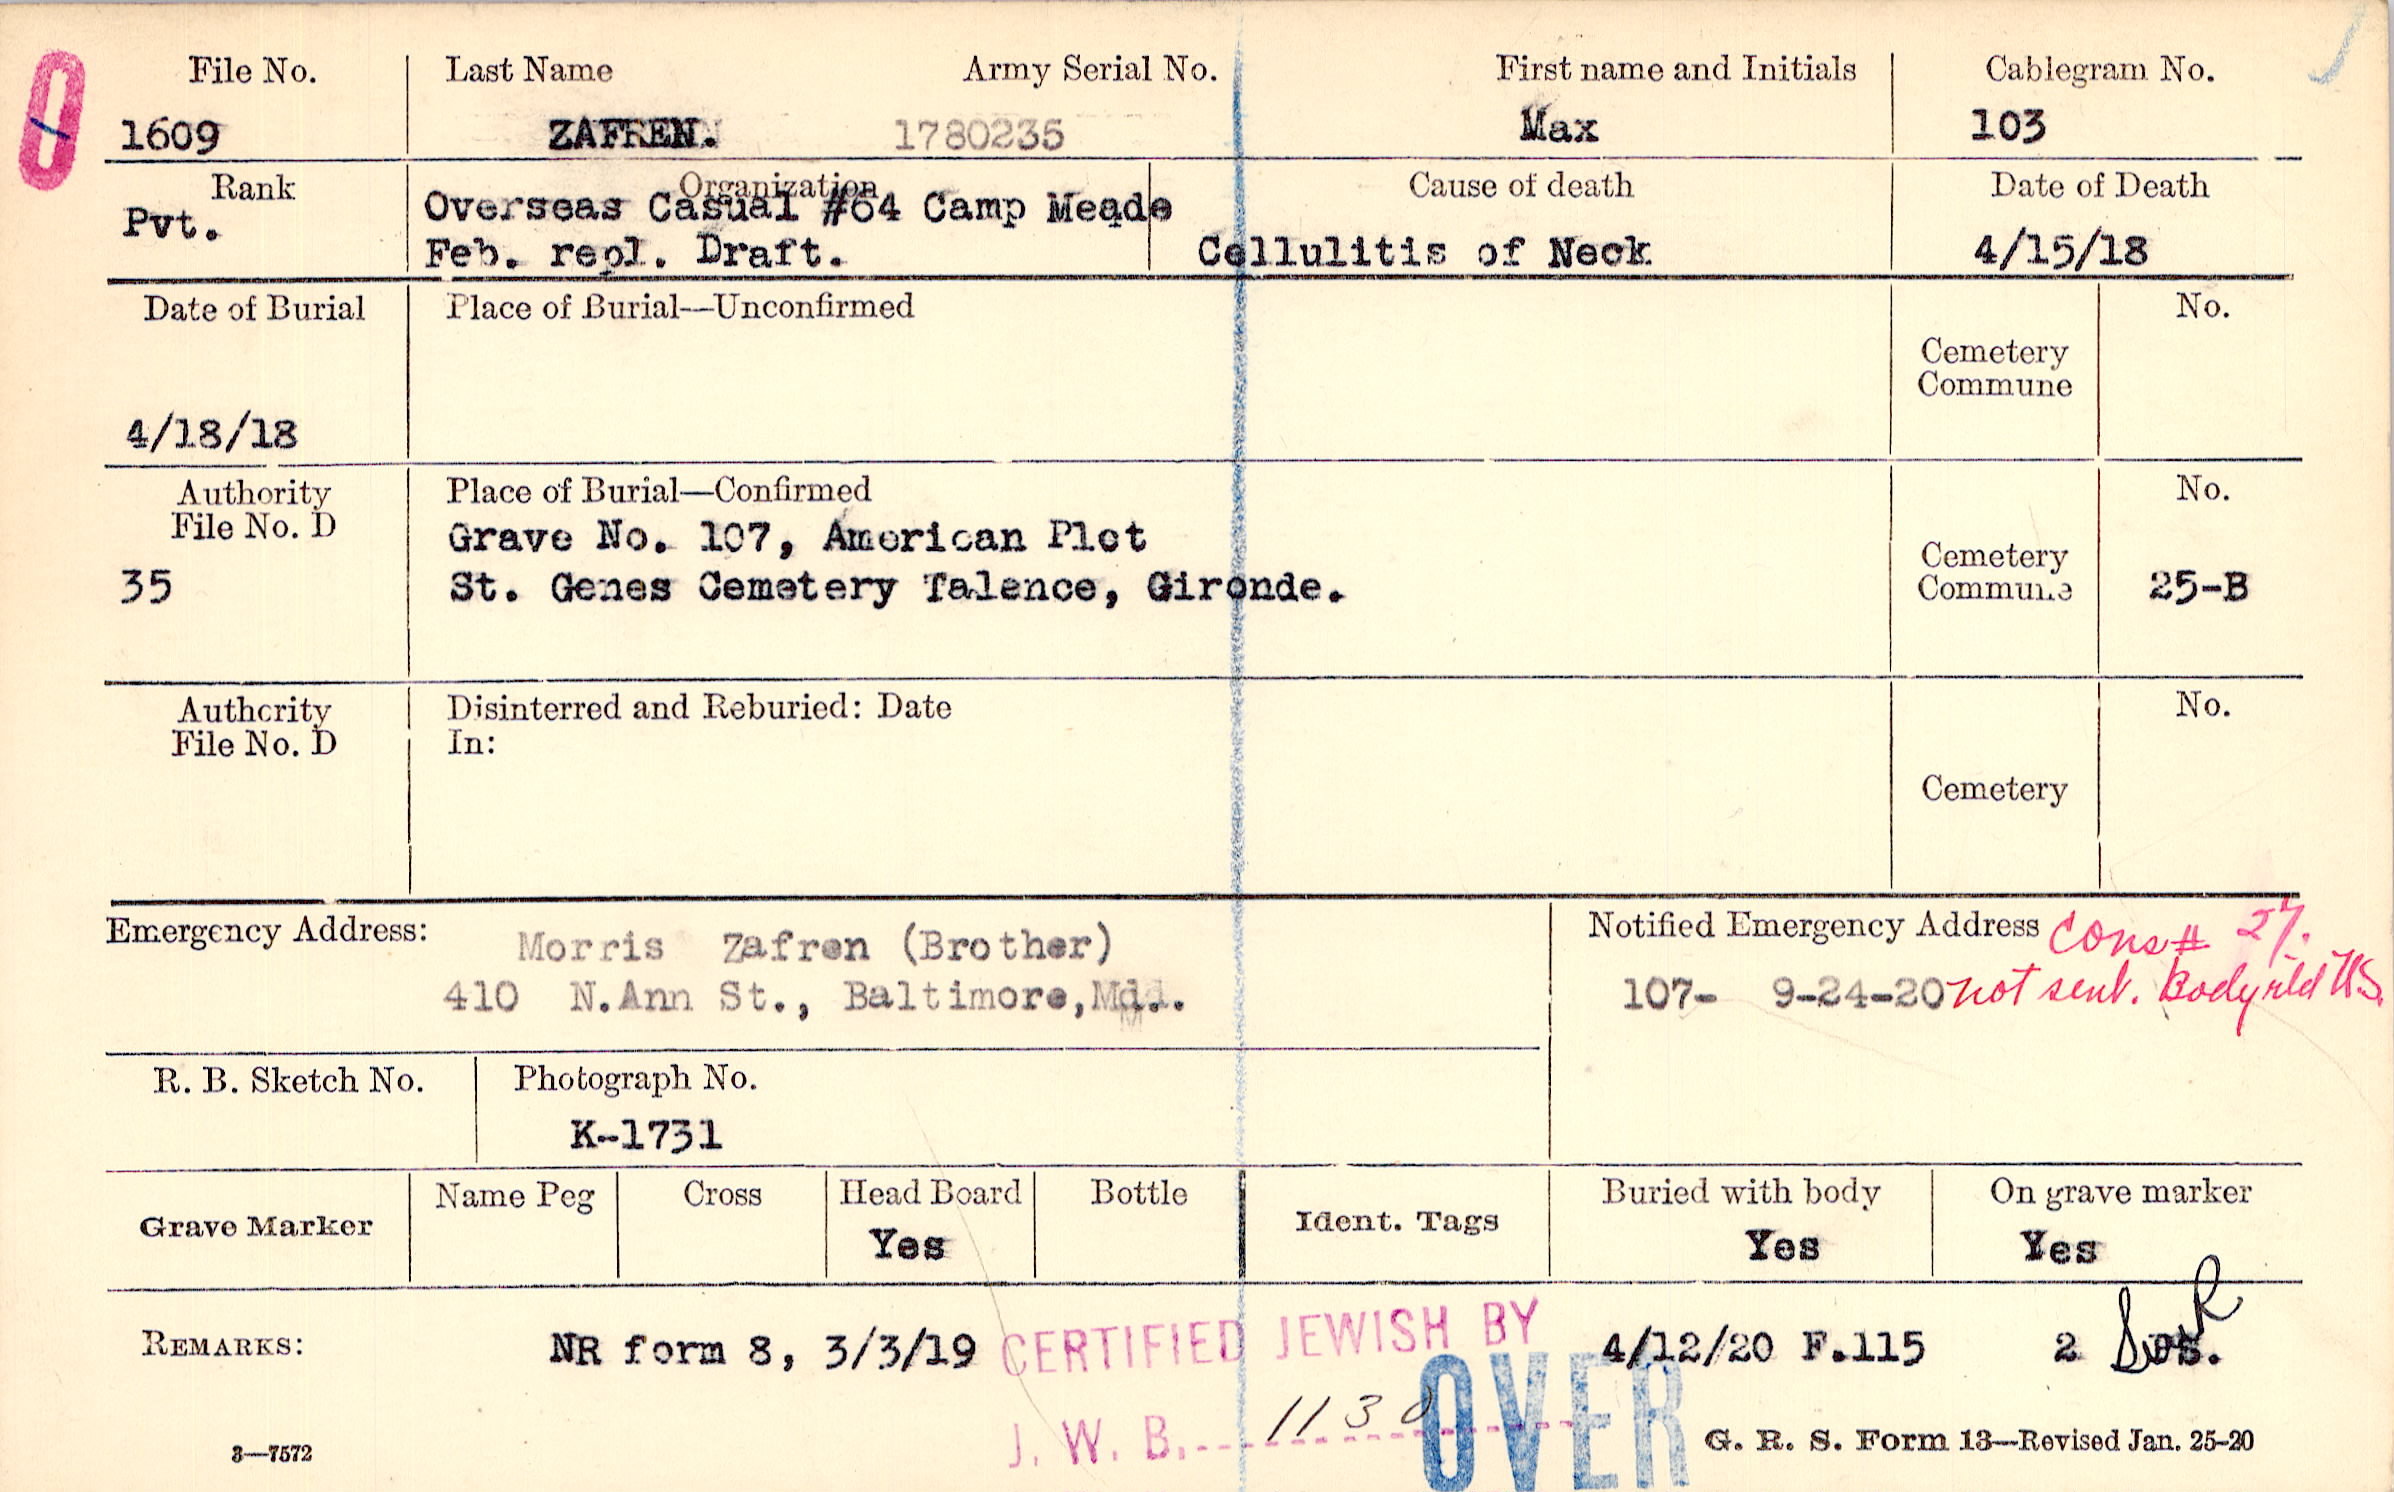 File No. Last Name Army Serial No. First name and Initials Cablegram No.
1609 ZAFREN. 1780235 Max 103
Rank Organization Cause of death Date of Death
Pvt. Overseas Casual #64 Camp Meade
Feb. repl. Draft. Cellulitis of Neck 4/15/18
Date of Burial Place of Burial—Unconfirmed No.
Cemetery
Commune
4/18/18
Authority Place of Burial—Confirmed No.
File No. D
Grave No. 107, American Plot
Cemetery
35 St. Genes Cemetery Talence, Gironde. Commune 25-B
Authority Disinterred and Reburied: Date No.
File No. D In:
Cemetery
Emergency Address: Notified Emergency Address Cons# 27.
Morris Zafren (Brother)
410 N.Ann St., Baltimore,Md. 107- 9-24-20 not sent. Body US.
R. B. Sketch No. Photograph No.
K-1731
Grave Marker Name Peg Cross Head Board Bottle Ident. Tags Buried with body On grave marker
Yes Yes Yes
REMARKS: NR form 8, 3/3/19 CERTIFIED JEWISH BY 4/12/20 F.115 2
J. W. B. 1130 OVER
3—7572 G. R. S. Form 13—Revised Jan. 25-20